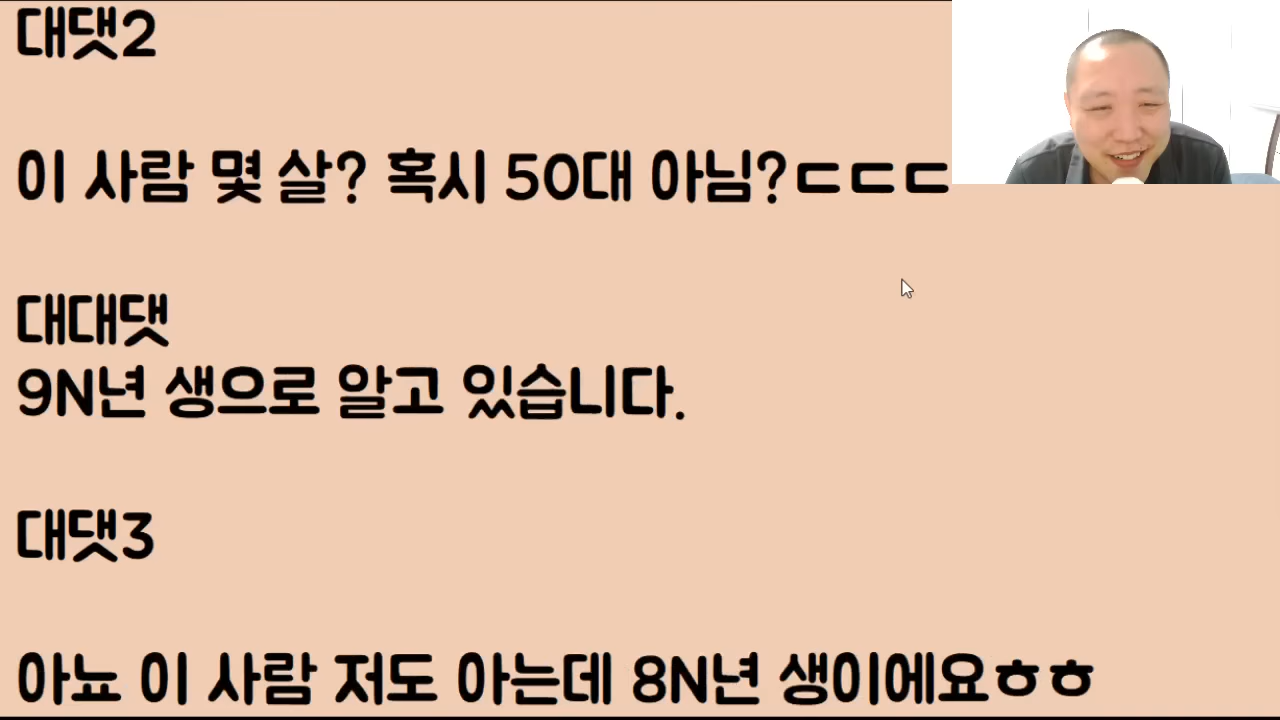 대댓2
이 사람 몇 살? 혹시 50대 아님?ㄷㄷㄷ
대대댓
9N년 생으로 알고 있습니다.
대댓3
아뇨 이 사람 저도 아는데 8N년 생이에요ㅎㅎ